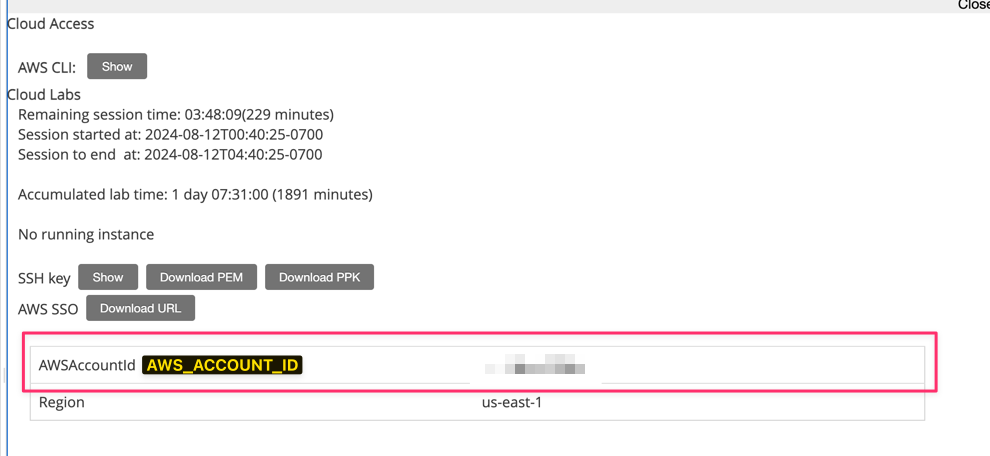 Close
Cloud Access
AWS CLI: Show
Cloud Labs
Remaining session time: 03:48:09(229 minutes)
Session started at: 2024-08-12T00:40:25-0700
Session to end  at: 2024-08-12T04:40:25-0700
Accumulated lab time: 1 day 07:31:00 (1891 minutes)
No running instance
SSH key Show Download PEM Download PPK
AWS SSO Download URL
AWSAccountId AWS_ACCOUNT_ID
Region us-east-1